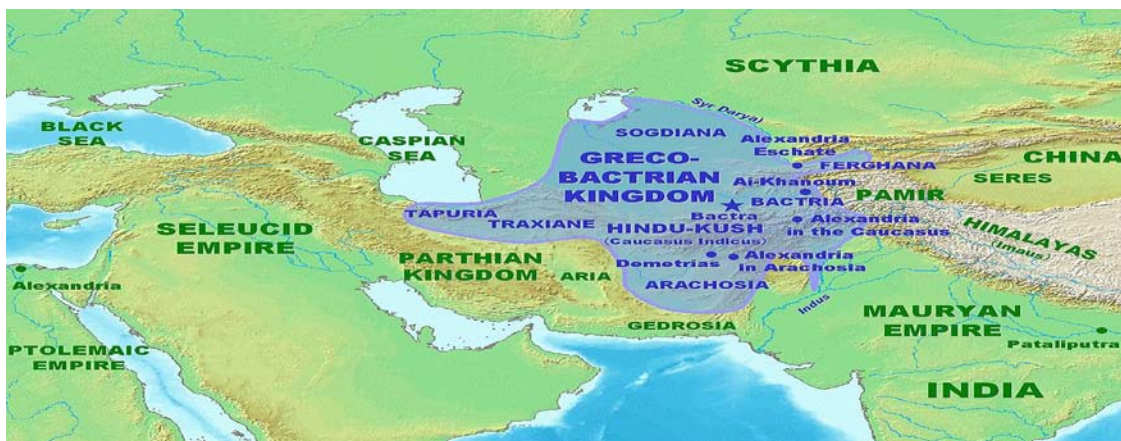 SCYTHIA
BLACK
SEA
CASPIAN
SEA
Syr Darya)
SOGDIANA
Alexandria
Eschate
FERGHANA
CHINA
SERES
GRECO-
BACTRIAN
KINGDOM
Ai-Khanoum
BACTRIA
PAMIR
TAPURIA
TRAXIANE
Bactra
HINDU-KUSH
(Caucasus Indicus)
Alexandria
in the Caucasus
HIMALAYAS
(Imaus)
SELEUCID
EMPIRE
PARTHIAN
KINGDOM
ARIA
Demetrias
Alexandria
in Arachosia
ARACHOSIA
Alexandria
Indus
GEDROSIA
MAURYAN
EMPIRE
Pataliputra
PTOLEMAIC
EMPIRE
INDIA